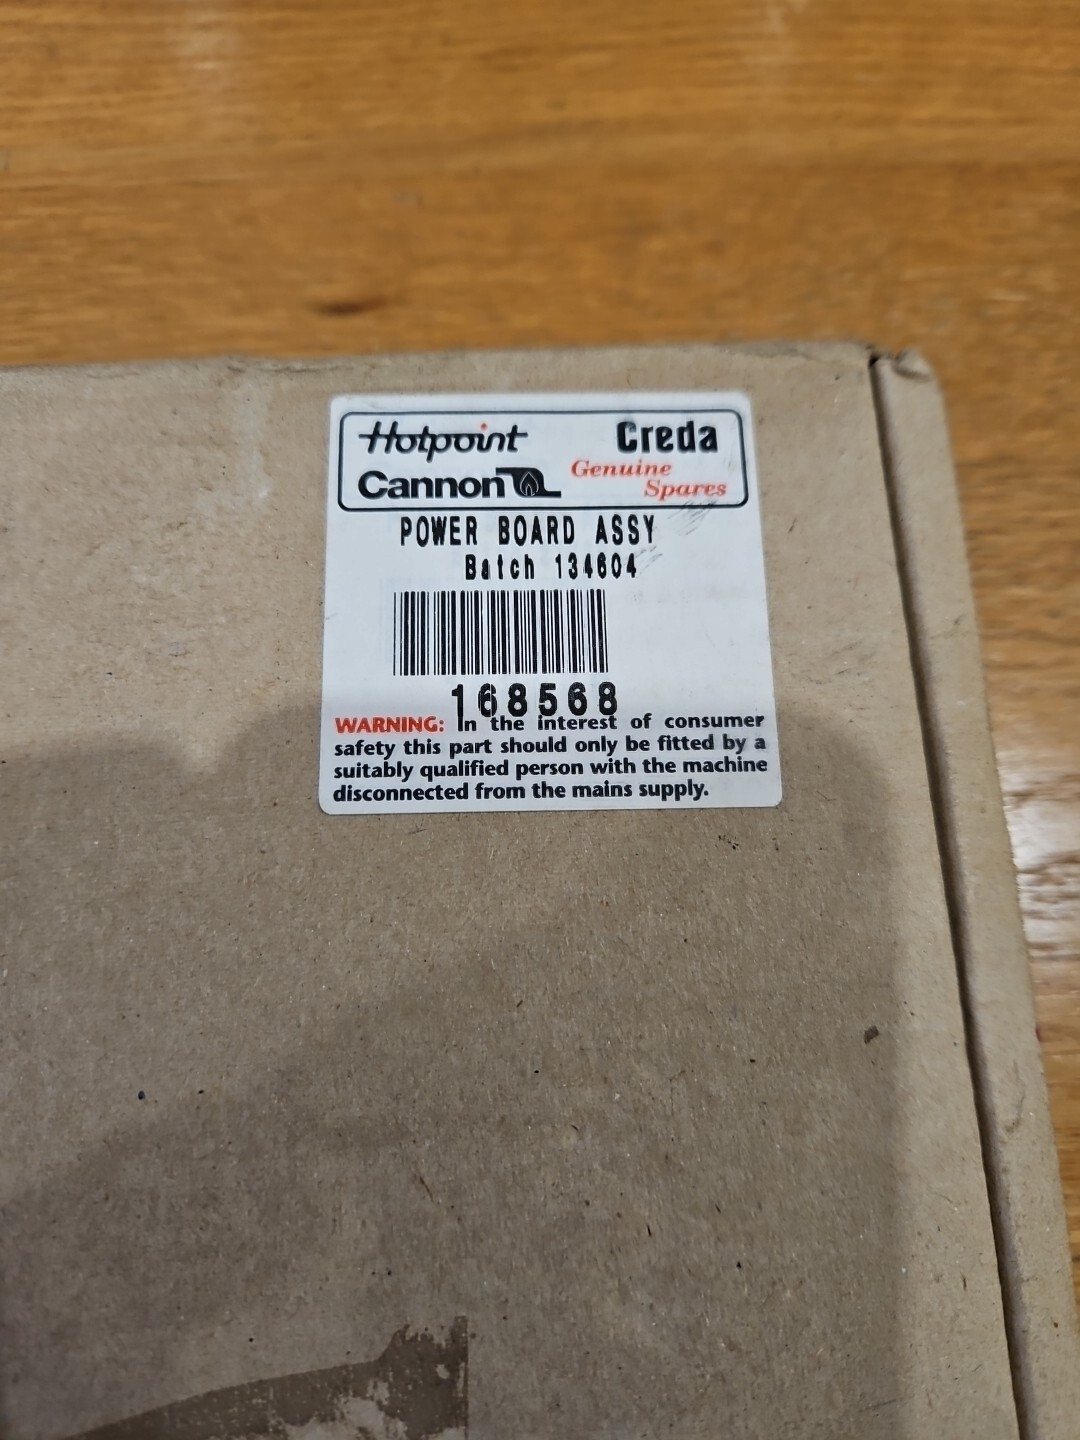 Hotpoint Creda
Cannon Genuine
Spares
POWER BOARD ASSY
Batch 134604
168568
WARNING: In the interest of consumer
safety this part should only be fitted by a
suitably qualified person with the machine
disconnected from the mains supply.